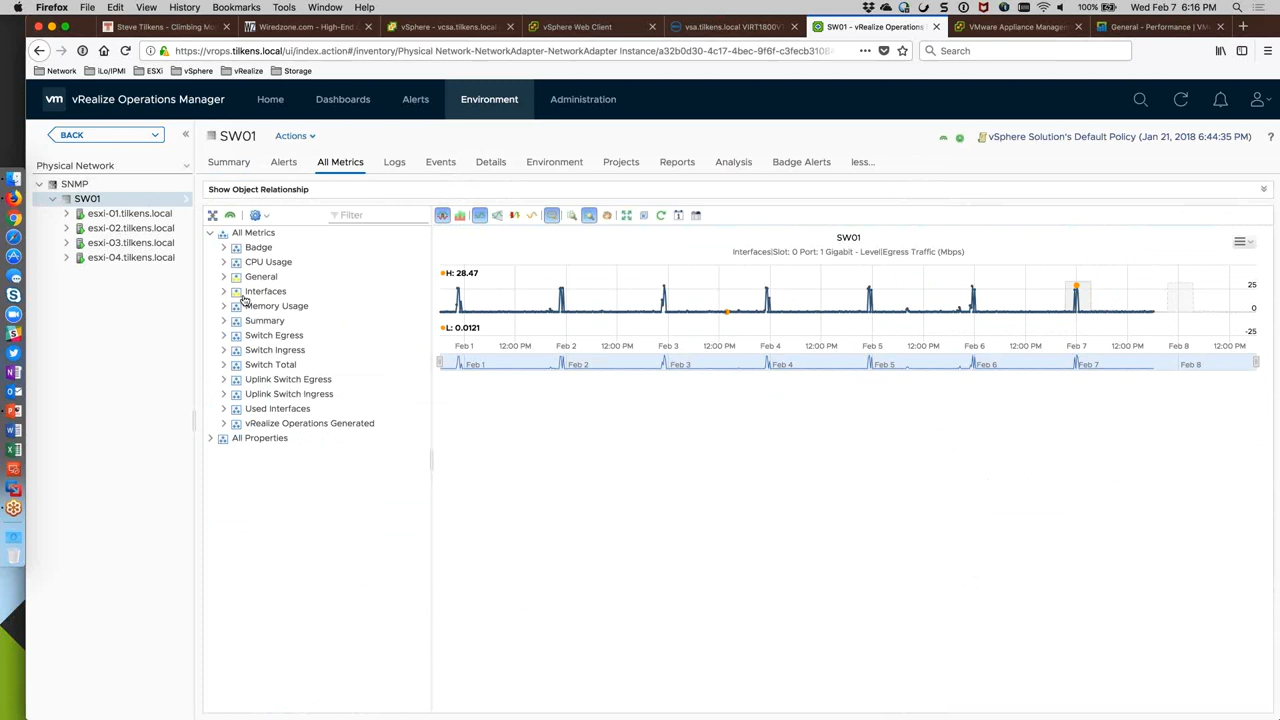 Firefox File Edit View History Bookmarks Tools Window Help 100% Wed Feb 7 6:16 PM
Steve Tilkens - Climbing Mo Wiredzone.com - High-End vSphere - vcsa.tilkens.local vSphere Web Client vsa.tilkens.local VIRT1800V1 SW01 - vRealize Operations VMware Appliance Manageme General - Performance | VM
https://vrops.tilkens.local/ui/index.action#/inventory/Physical Network-NetworkAdapter-NetworkAdapter Instance/a32b0d30-4c17-4bec-9f6f-c3fecb3108 Search
Network iLo/IPMI ESXi vSphere vRealize Storage
vm vRealize Operations Manager Home Dashboards Alerts Environment Administration
BACK
SW01 Actions vSphere Solution's Default Policy (Jan 21, 2018 6:44:35 PM) ?
Physical Network
Summary Alerts All Metrics Logs Events Details Environment Projects Reports Analysis Badge Alerts less...
SNMP
SW01
esxi-01.tilkens.local
esxi-02.tilkens.local
esxi-03.tilkens.local
esxi-04.tilkens.local
Show Object Relationship
Filter
All Metrics
Badge
CPU Usage
General
Interfaces
Memory Usage
Summary
Switch Egress
Switch Ingress
Switch Total
Uplink Switch Egress
Uplink Switch Ingress
Used Interfaces
vRealize Operations Generated
All Properties
SW01
Interfaces|Slot: 0 Port: 1 Gigabit - Level|Egress Traffic (Mbps)
H: 28.47
25
0
L: 0.0121
-25
Feb 1 12:00 PM Feb 2 12:00 PM Feb 3 12:00 PM Feb 4 12:00 PM Feb 5 12:00 PM Feb 6 12:00 PM Feb 7 12:00 PM Feb 8 12:00 PM
Feb 1 Feb 2 Feb 3 Feb 4 Feb 5 Feb 6 Feb 7 Feb 8